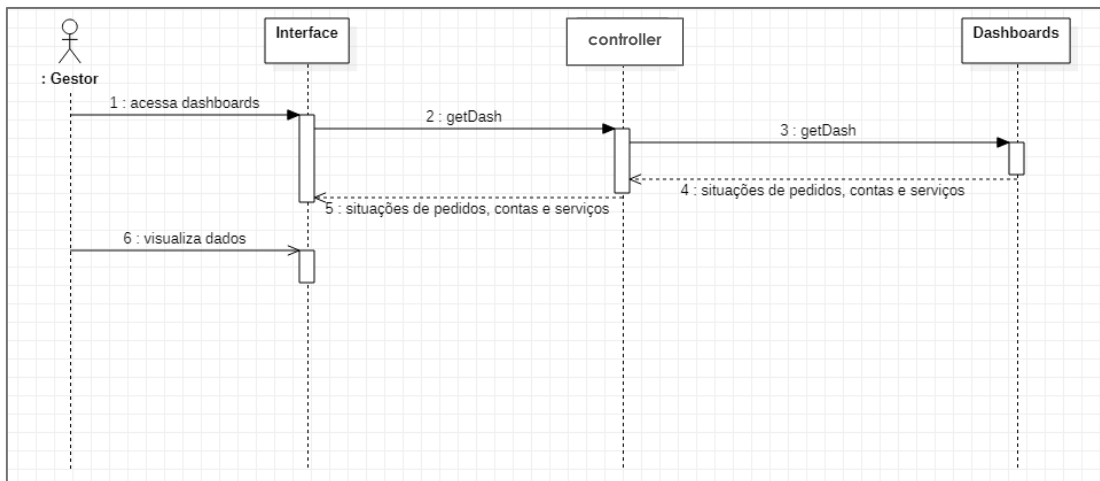 Interface
controller
Dashboards
: Gestor
1 : acessa dashboards
2 : getDash
3 : getDash
4 : situações de pedidos, contas e serviços
5 : situações de pedidos, contas e serviços
6 : visualiza dados